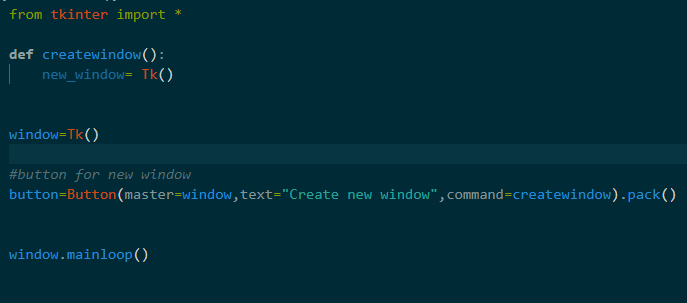 from tkinter import *
def createwindow():
    new_window= Tk()
window=Tk()
#button for new window
button=Button(master=window,text="Create new window",command=createwindow).pack()
window.mainloop()